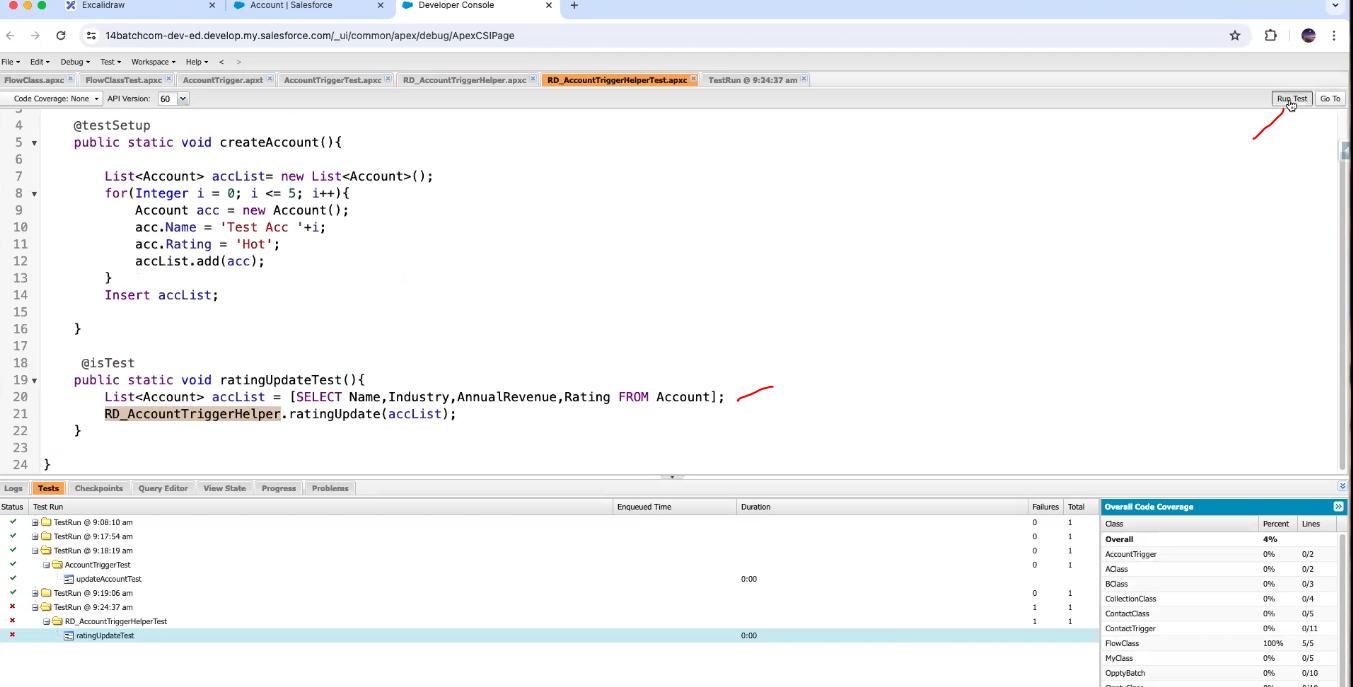 Excalidraw
Account | Salesforce
Developer Console
14batchcom-dev-ed.develop.my.salesforce.com/_ui/common/apex/debug/ApexCSIPage
File Edit Debug Test Workspace Help < >
FlowClass.apxc FlowClassTest.apxc AccountTrigger.apxt AccountTriggerTest.apxc RD_AccountTriggerHelper.apxc RD_AccountTriggerHelperTest.apxc TestRun @ 9:24:37 am
Code Coverage: None API Version: 60 Run Test Go To
4 @testSetup
5 public static void createAccount(){
6
7 List<Account> accList= new List<Account>();
8 for(Integer i = 0; i <= 5; i++){
9 Account acc = new Account();
10 acc.Name = 'Test Acc '+i;
11 acc.Rating = 'Hot';
12 accList.add(acc);
13 }
14 Insert accList;
15
16 }
17
18 @isTest
19 public static void ratingUpdateTest(){
20 List<Account> accList = [SELECT Name,Industry,AnnualRevenue,Rating FROM Account];
21 RD_AccountTriggerHelper.ratingUpdate(accList);
22 }
23
24 }
Logs Tests Checkpoints Query Editor View State Progress Problems
Status Test Run Enqueued Time Duration Failures Total
TestRun @ 9:08:10 am 0 1
TestRun @ 9:17:54 am 0 1
TestRun @ 9:18:19 am 0 1
AccountTriggerTest 0 1
updateAccountTest 0:00
TestRun @ 9:19:06 am 0 1
TestRun @ 9:24:37 am 1 1
RD_AccountTriggerHelperTest 1 1
ratingUpdateTest 0:00
Overall Code Coverage
Class Percent Lines
Overall 4%
AccountTrigger 0% 0/2
AClass 0% 0/2
BClass 0% 0/3
CollectionClass 0% 0/4
ContactClass 0% 0/5
ContactTrigger 0% 0/11
FlowClass 100% 5/5
MyClass 0% 0/5
OpptyBatch 0% 0/10